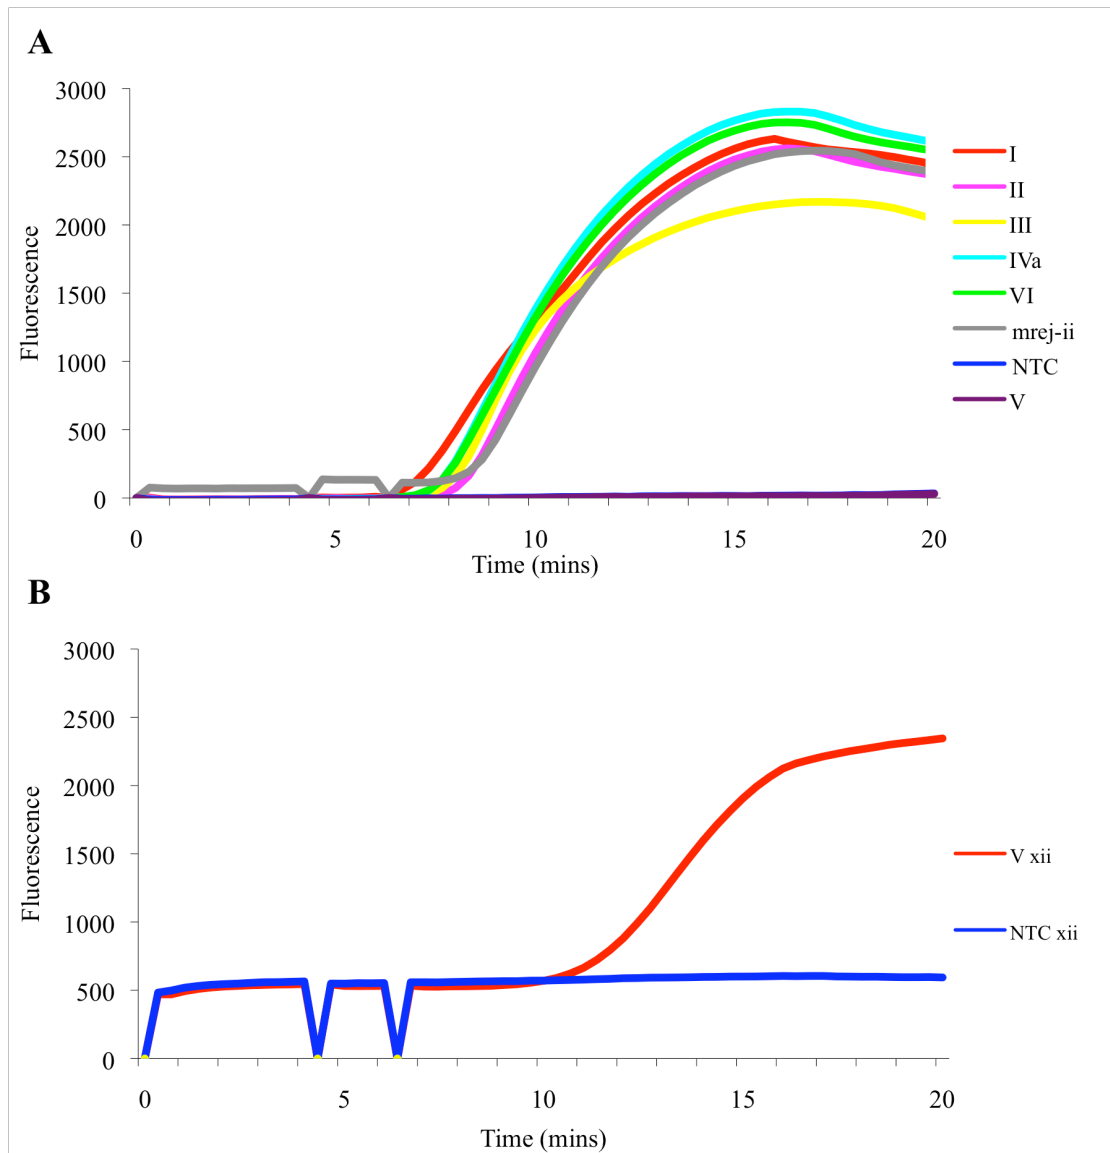 A
3000
2500
2000
1500
1000
500
0
Fluorescence
0 5 10 15 20
Time (mins)
I
II
III
IVa
VI
mrej-ii
NTC
V
B
3000
2500
2000
1500
1000
500
0
Fluorescence
0 5 10 15 20
Time (mins)
V xii
NTC xii